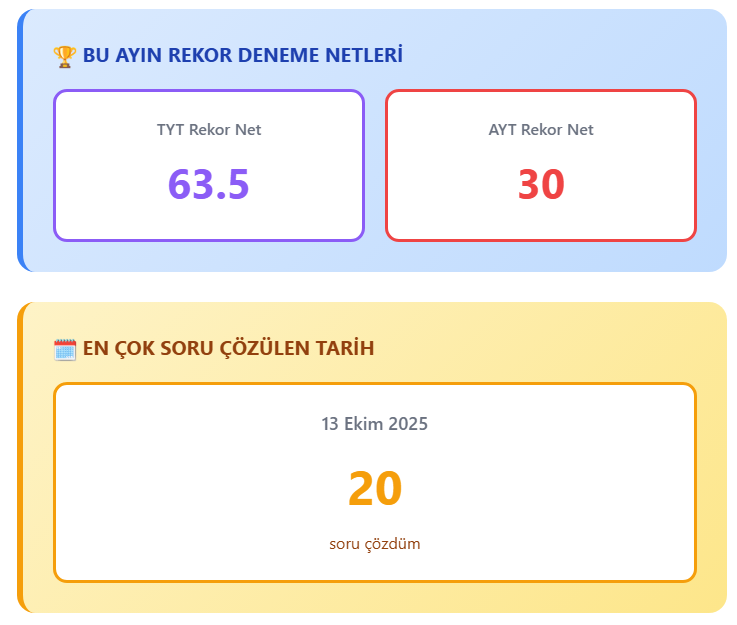 🏆 BU AYIN REKOR DENEME NETLERİ
TYT Rekor Net
63.5
AYT Rekor Net
30
🗓️ EN ÇOK SORU ÇÖZÜLEN TARİH
13 Ekim 2025
20
soru çözdüm